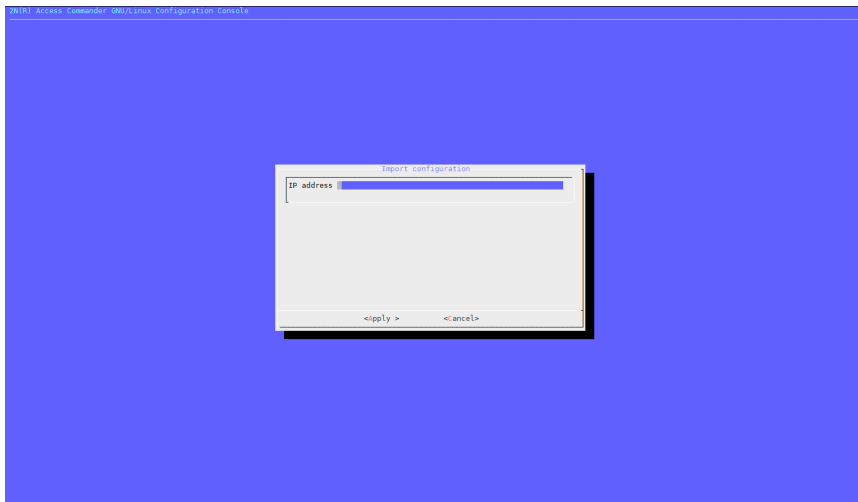 2N(R) Access Commander GNU/Linux Configuration Console
Import configuration
IP address
<Apply > <Cancel>